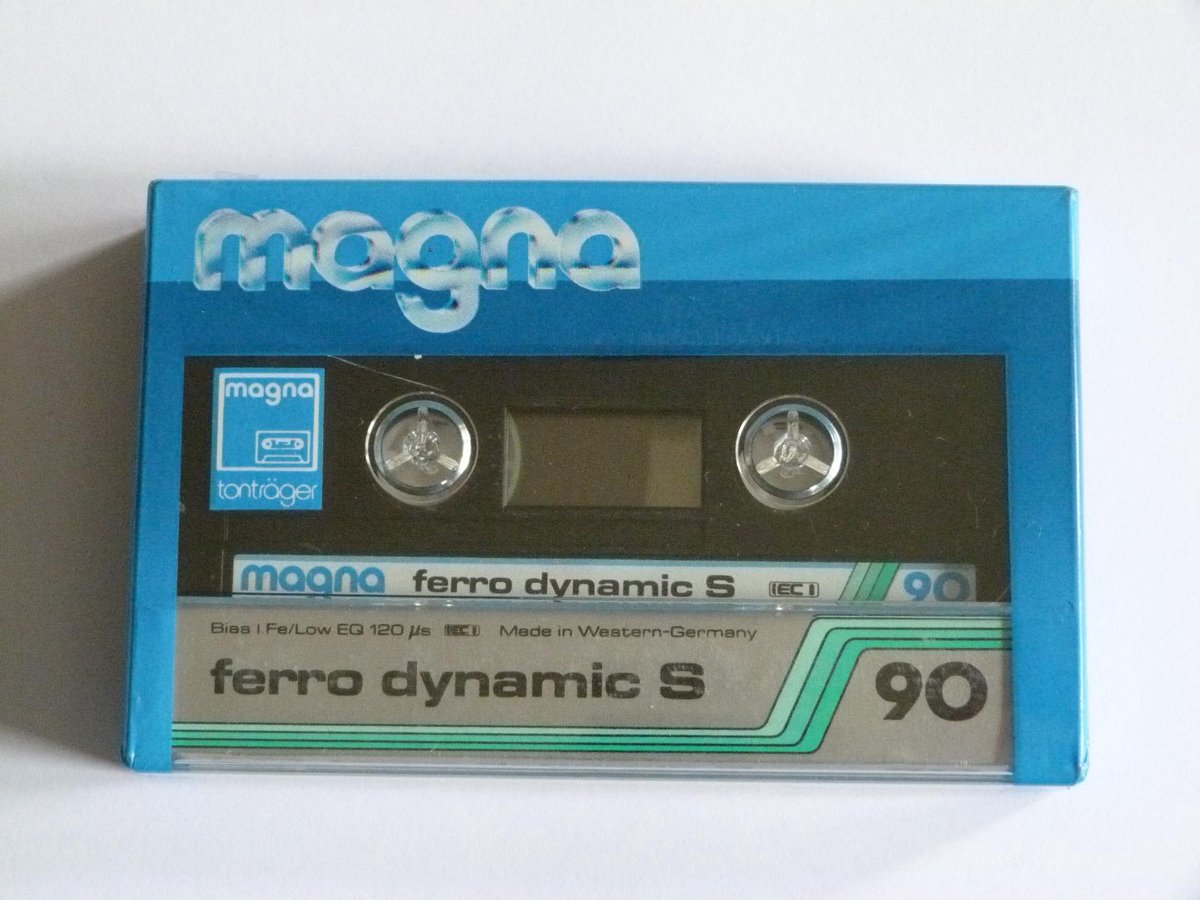 magna
magna
tonträger
magna ferro dynamic S IEC I 90
Bias I Fe/Low EQ 120 µs IEC I Made in Western-Germany
ferro dynamic S 90